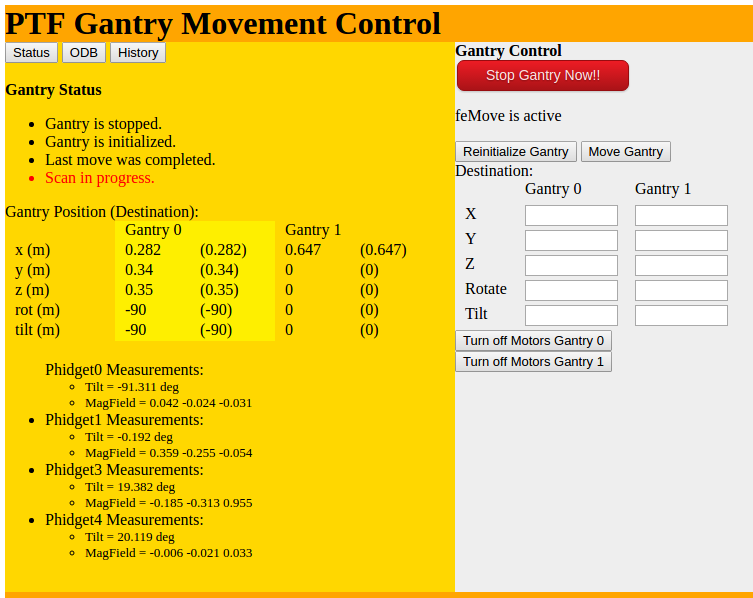 PTF Gantry Movement Control
Status ODB History
Gantry Status
Gantry is stopped.
Gantry is initialized.
Last move was completed.
Scan in progress.
Gantry Position (Destination):
Gantry 0 Gantry 1
x (m) 0.282 (0.282) 0.647 (0.647)
y (m) 0.34 (0.34) 0 (0)
z (m) 0.35 (0.35) 0 (0)
rot (m) -90 (-90) 0 (0)
tilt (m) -90 (-90) 0 (0)
Phidget0 Measurements:
Tilt = -91.311 deg
MagField = 0.042 -0.024 -0.031
Phidget1 Measurements:
Tilt = -0.192 deg
MagField = 0.359 -0.255 -0.054
Phidget3 Measurements:
Tilt = 19.382 deg
MagField = -0.185 -0.313 0.955
Phidget4 Measurements:
Tilt = 20.119 deg
MagField = -0.006 -0.021 0.033
Gantry Control
Stop Gantry Now!!
feMove is active
Reinitialize Gantry Move Gantry
Destination:
Gantry 0 Gantry 1
X
Y
Z
Rotate
Tilt
Turn off Motors Gantry 0
Turn off Motors Gantry 1